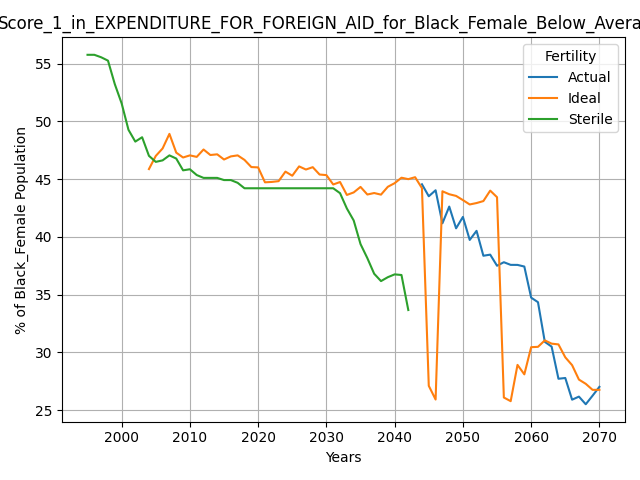 Score_1_in_EXPENDITURE_FOR_FOREIGN_AID_for_Black_Female_Below_Avera
Fertility
Actual
Ideal
Sterile
% of Black_Female Population
55
50
45
40
35
30
25
2000 2010 2020 2030 2040 2050 2060 2070
Years